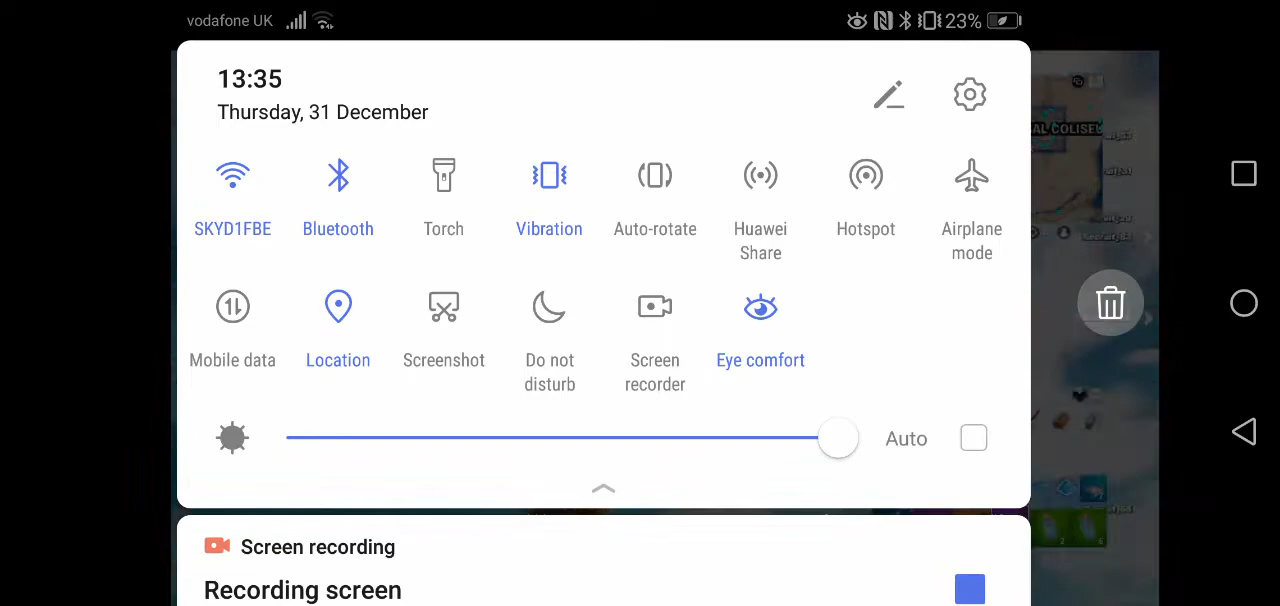 vodafone UK
23%
13:35
Thursday, 31 December
SKYD1FBE
Bluetooth
Torch
Vibration
Auto-rotate
Huawei
Share
Hotspot
Airplane
mode
Mobile data
Location
Screenshot
Do not
disturb
Screen
recorder
Eye comfort
Auto
Screen recording
Recording screen